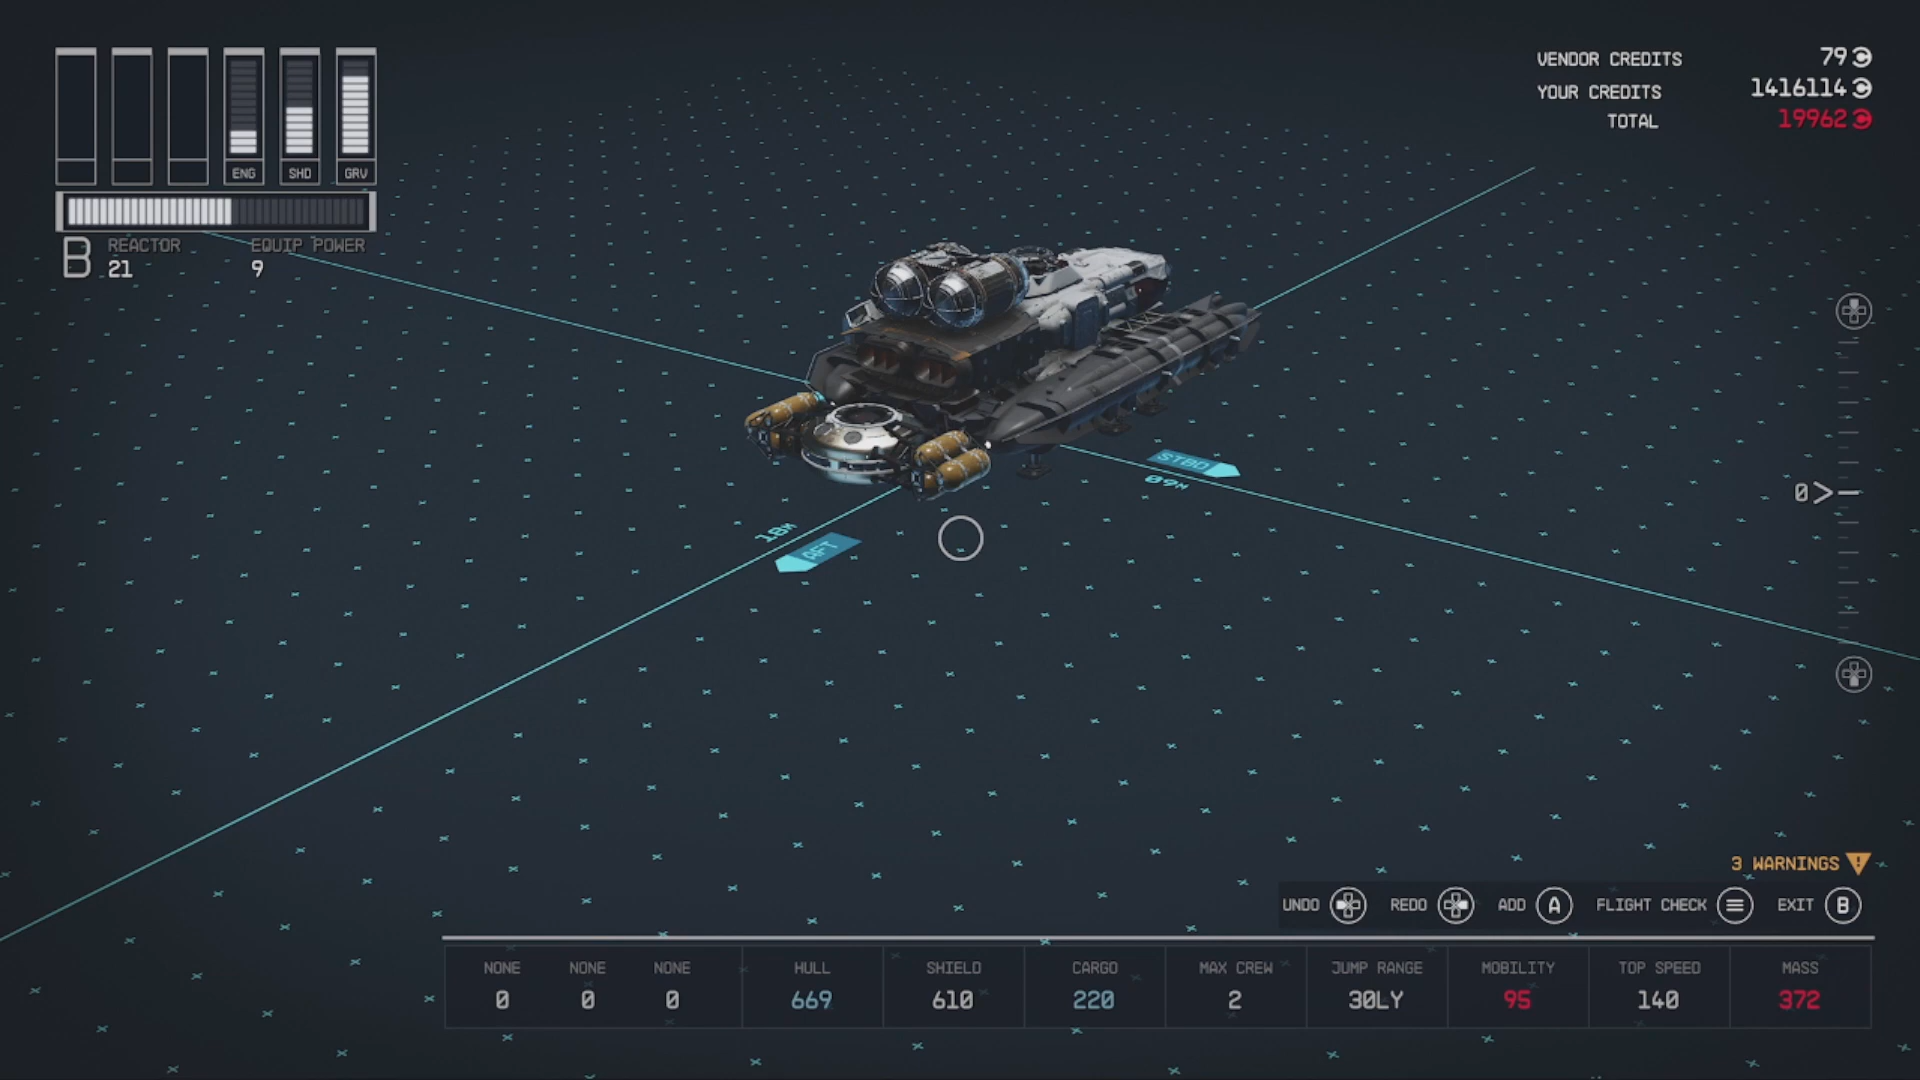 VENDOR CREDITS 79
YOUR CREDITS 1416114
TOTAL 19962
ENG SHD GRV
B REACTOR 21 EQUIP POWER 9
STBD
09M
18M
AFT
0
3 WARNINGS
UNDO REDO ADD A FLIGHT CHECK EXIT B
NONE NONE NONE HULL SHIELD CARGO MAX CREW JUMP RANGE MOBILITY TOP SPEED MASS
0 0 0 669 610 220 2 30LY 95 140 372